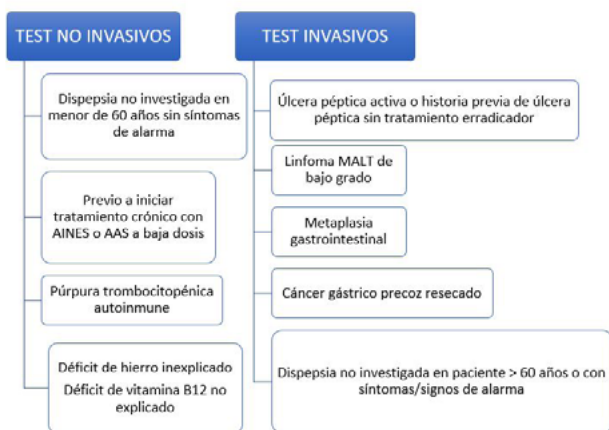 TEST NO INVASIVOS
Dispepsia no investigada en
menor de 60 años sin síntomas
de alarma
Previo a iniciar
tratamiento crónico con
AINES o AAS a baja dosis
Púrpura trombocitopénica
autoinmune
Déficit de hierro inexplicado
Déficit de vitamina B12 no
explicado
TEST INVASIVOS
Úlcera péptica activa o historia previa de úlcera
péptica sin tratamiento erradicador
Linfoma MALT de
bajo grado
Metaplasia
gastrointestinal
Cáncer gástrico precoz resecado
Dispepsia no investigada en paciente > 60 años o con
síntomas/signos de alarma